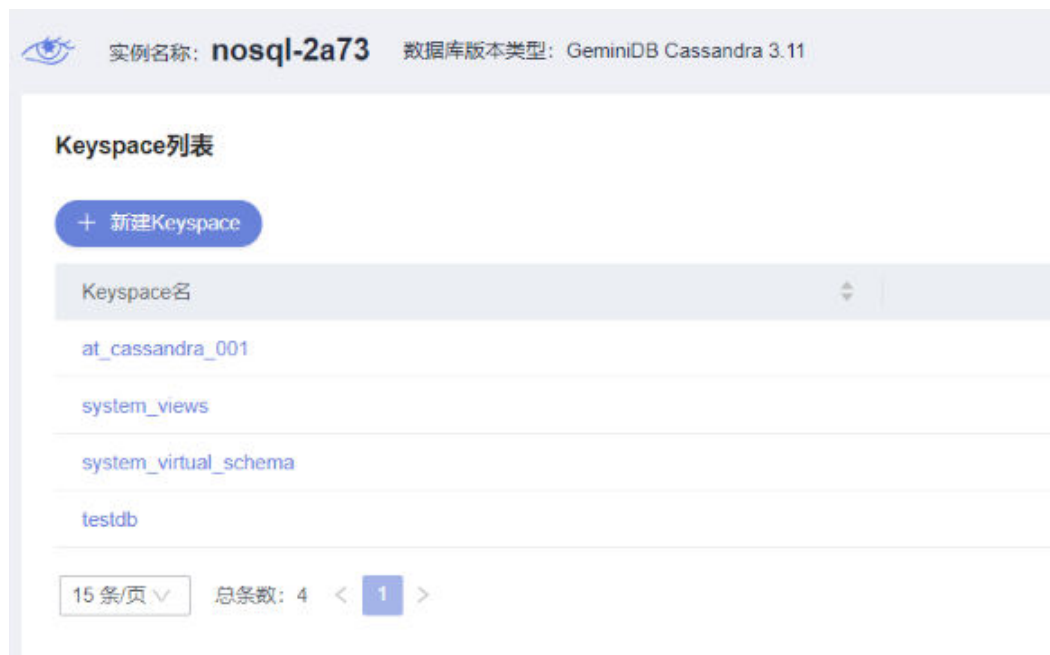 实例名称: nosql-2a73 数据库版本类型: GeminiDB Cassandra 3.11
Keyspace列表
+ 新建Keyspace
Keyspace名
at_cassandra_001
system_views
system_virtual_schema
testdb
15 条/页 总条数: 4 < 1 >